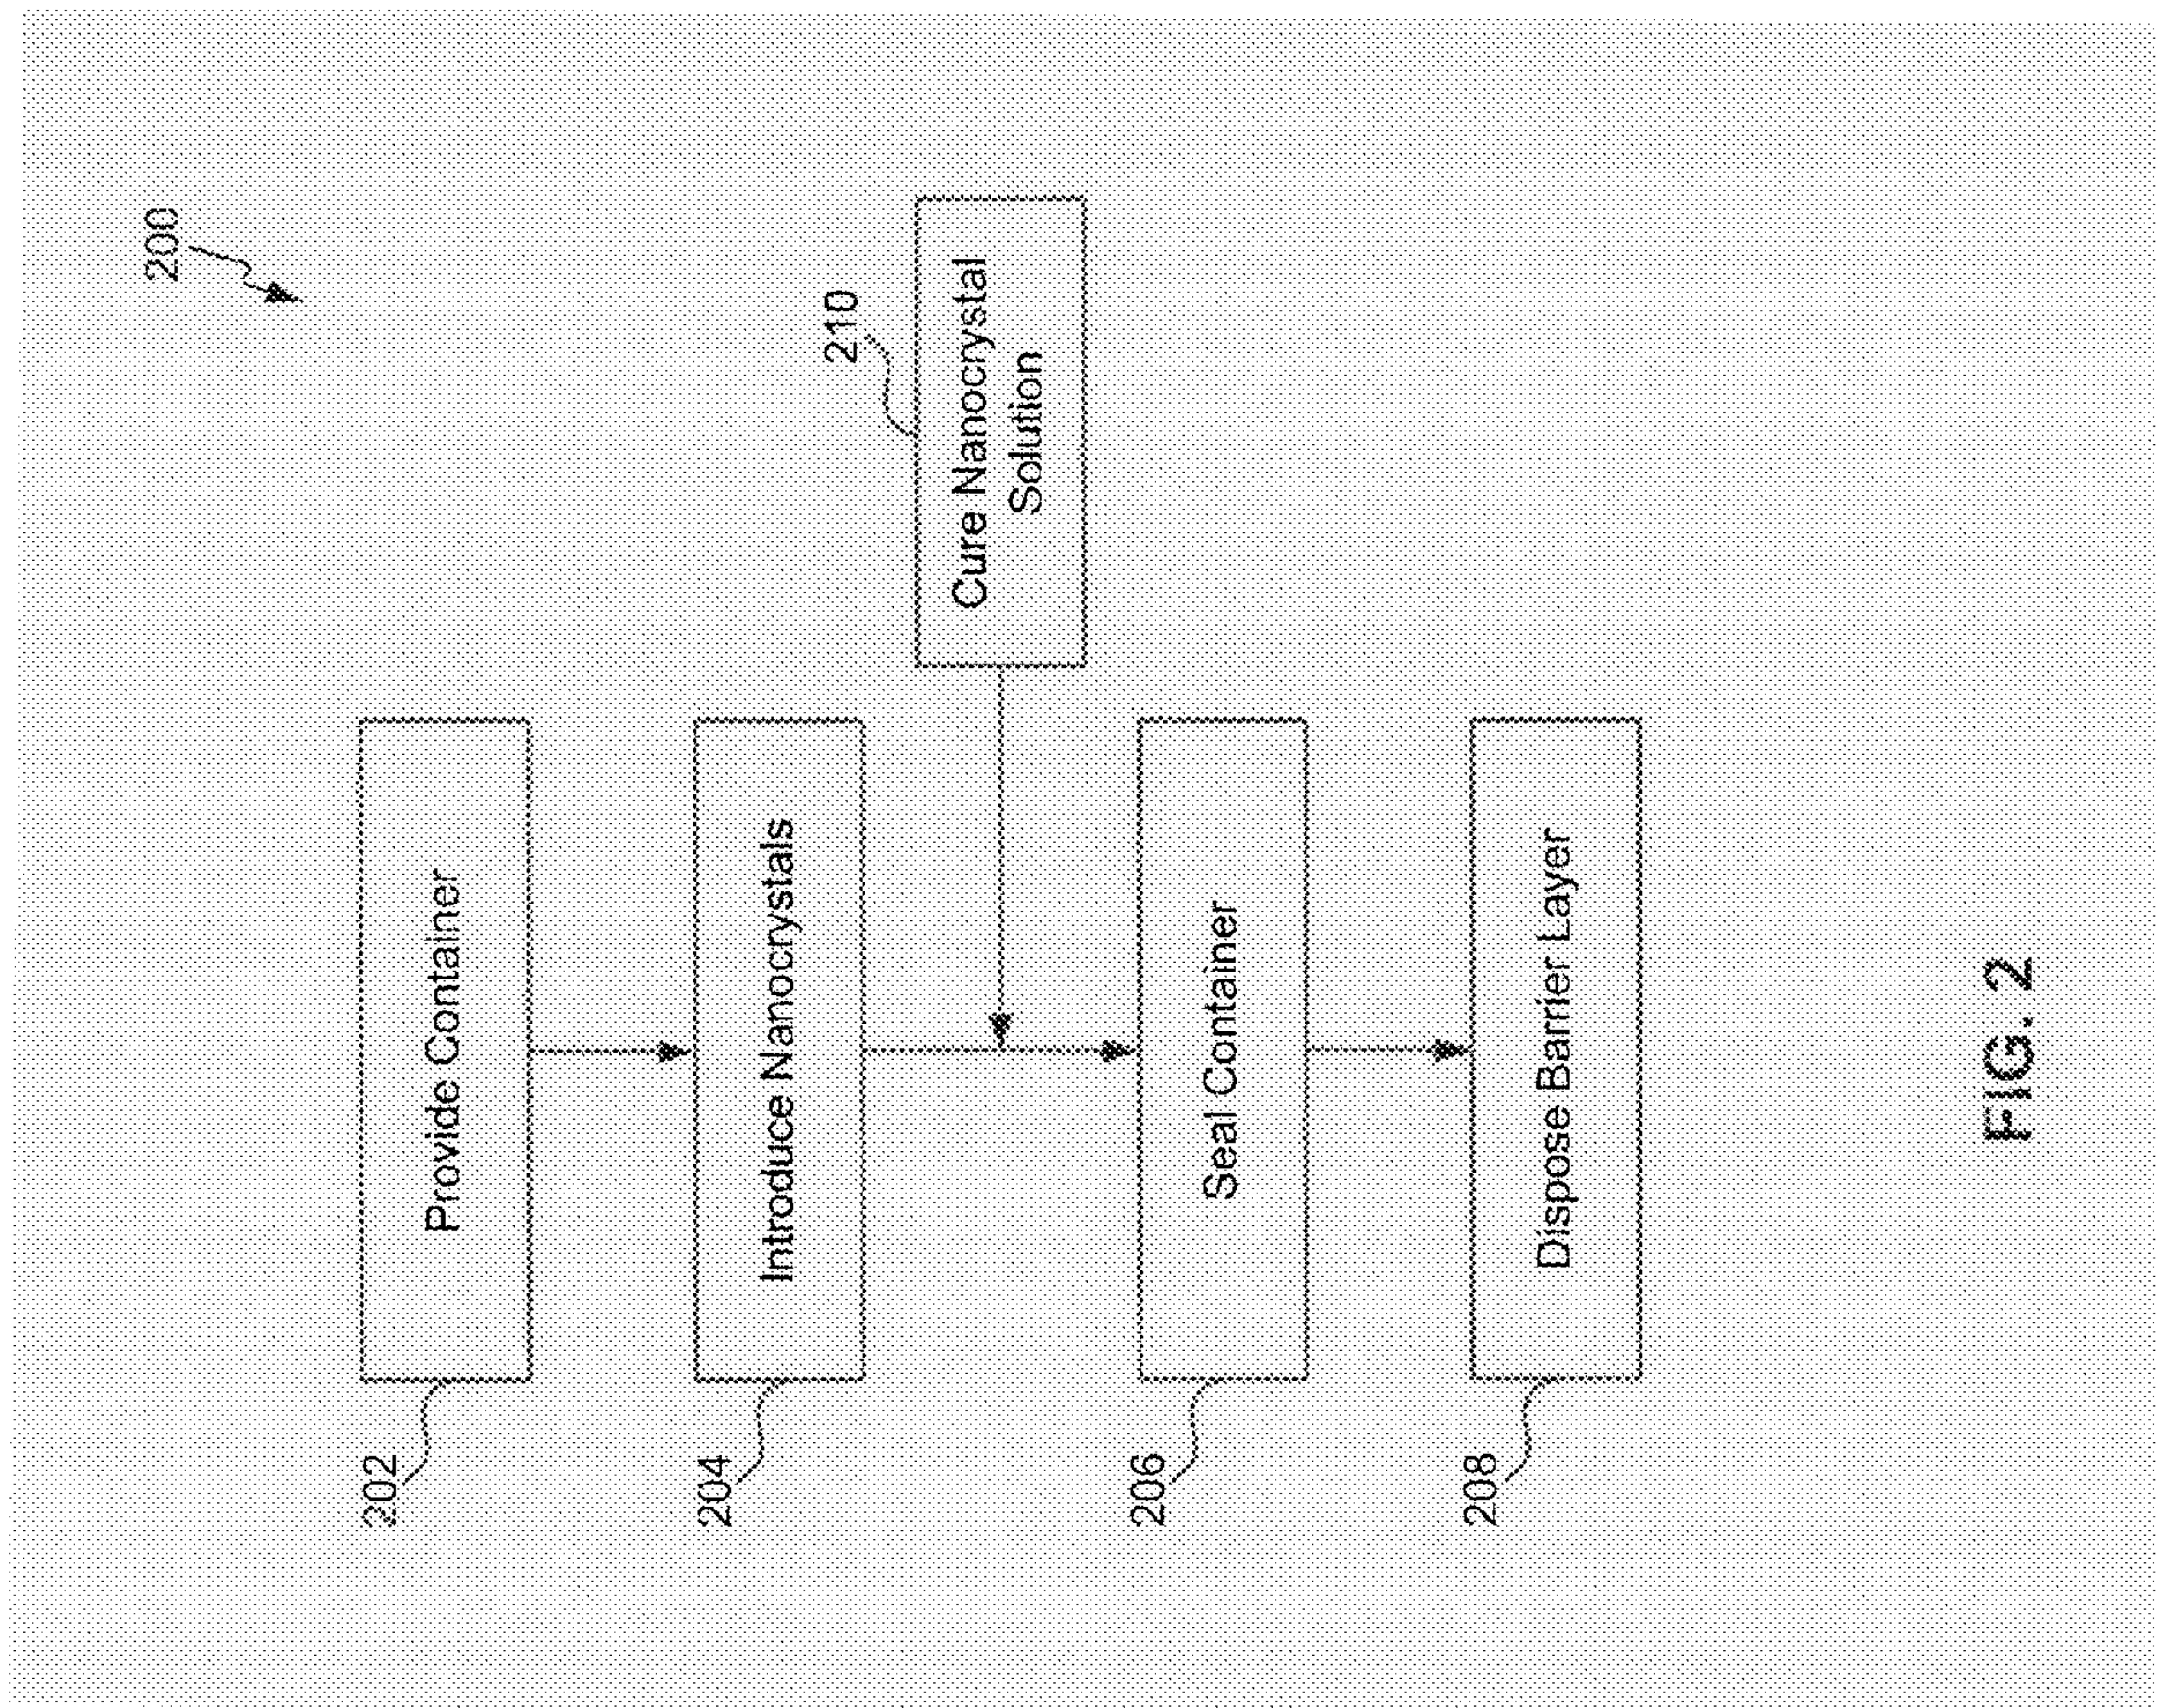 200
202
Provide Container
204
Introduce Nanocrystals
210
Cure Nanocrystal
Solution
206
Seal Container
208
Dispose Barrier Layer
FIG. 2